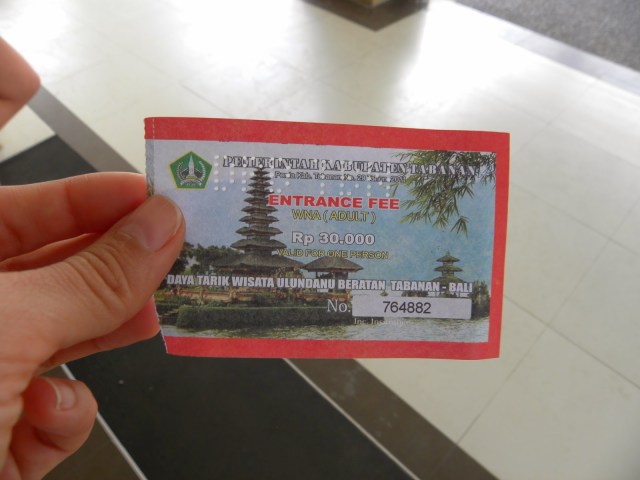 PEMERINTAH KABUPATEN TABANAN
ENTRANCE FEE
WNA ( ADULT )
Rp 30.000
VALID FOR ONE PERSON
DAYA TARIK WISATA ULUNDANU BERATAN- TABANAN - BALI
No. 764882